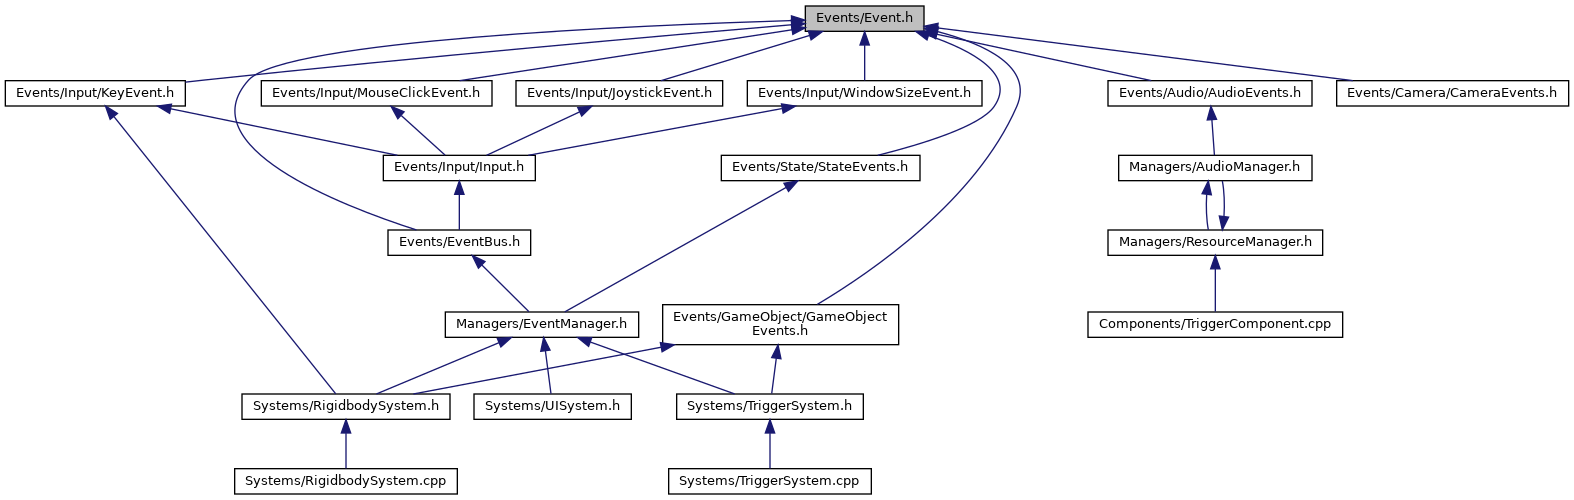 Events/Event.h
Events/Input/KeyEvent.h
Events/Input/MouseClickEvent.h
Events/Input/JoystickEvent.h
Events/Input/WindowSizeEvent.h
Events/Audio/AudioEvents.h
Events/Camera/CameraEvents.h
Events/Input/Input.h
Events/State/StateEvents.h
Managers/AudioManager.h
Events/EventBus.h
Managers/ResourceManager.h
Managers/EventManager.h
Events/GameObject/GameObject
Events.h
Components/TriggerComponent.cpp
Systems/RigidbodySystem.h
Systems/UISystem.h
Systems/TriggerSystem.h
Systems/RigidbodySystem.cpp
Systems/TriggerSystem.cpp